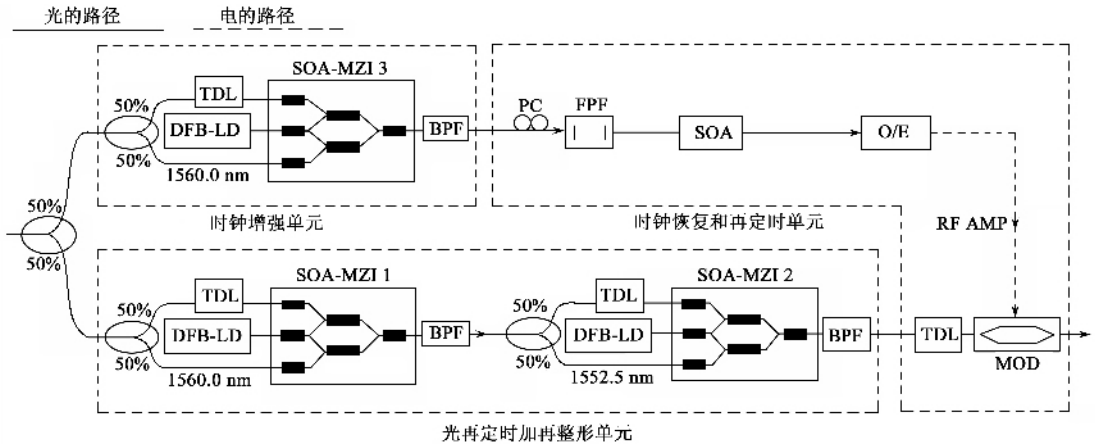 光的路径 电的路径
SOA-MZI 3
50% TDL
DFB-LD
50%
1560.0 nm
BPF
PC FPF
SOA
O/E
时钟增强单元
时钟恢复和再定时单元
RF AMP
50%
50%
SOA-MZI 1
50% TDL
DFB-LD
50%
1560.0 nm
BPF
SOA-MZI 2
50% TDL
DFB-LD
50%
1552.5 nm
BPF
TDL
MOD
光再定时加再整形单元